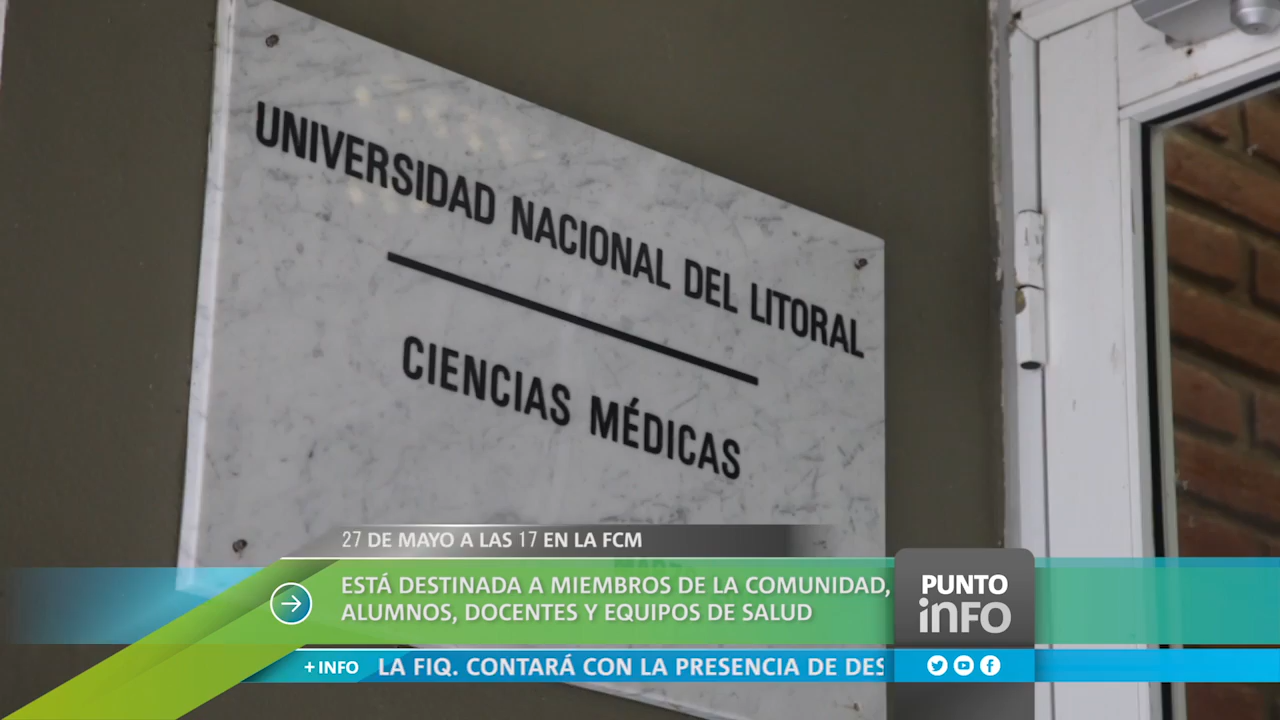 UNIVERSIDAD NACIONAL DEL LITORAL
CIENCIAS MÉDICAS
27 DE MAYO A LAS 17 EN LA FCM
ESTÁ DESTINADA A MIEMBROS DE LA COMUNIDAD,
ALUMNOS, DOCENTES Y EQUIPOS DE SALUD
PUNTO
INFO
+ INFO
LA FIQ. CONTARÁ CON LA PRESENCIA DE DES